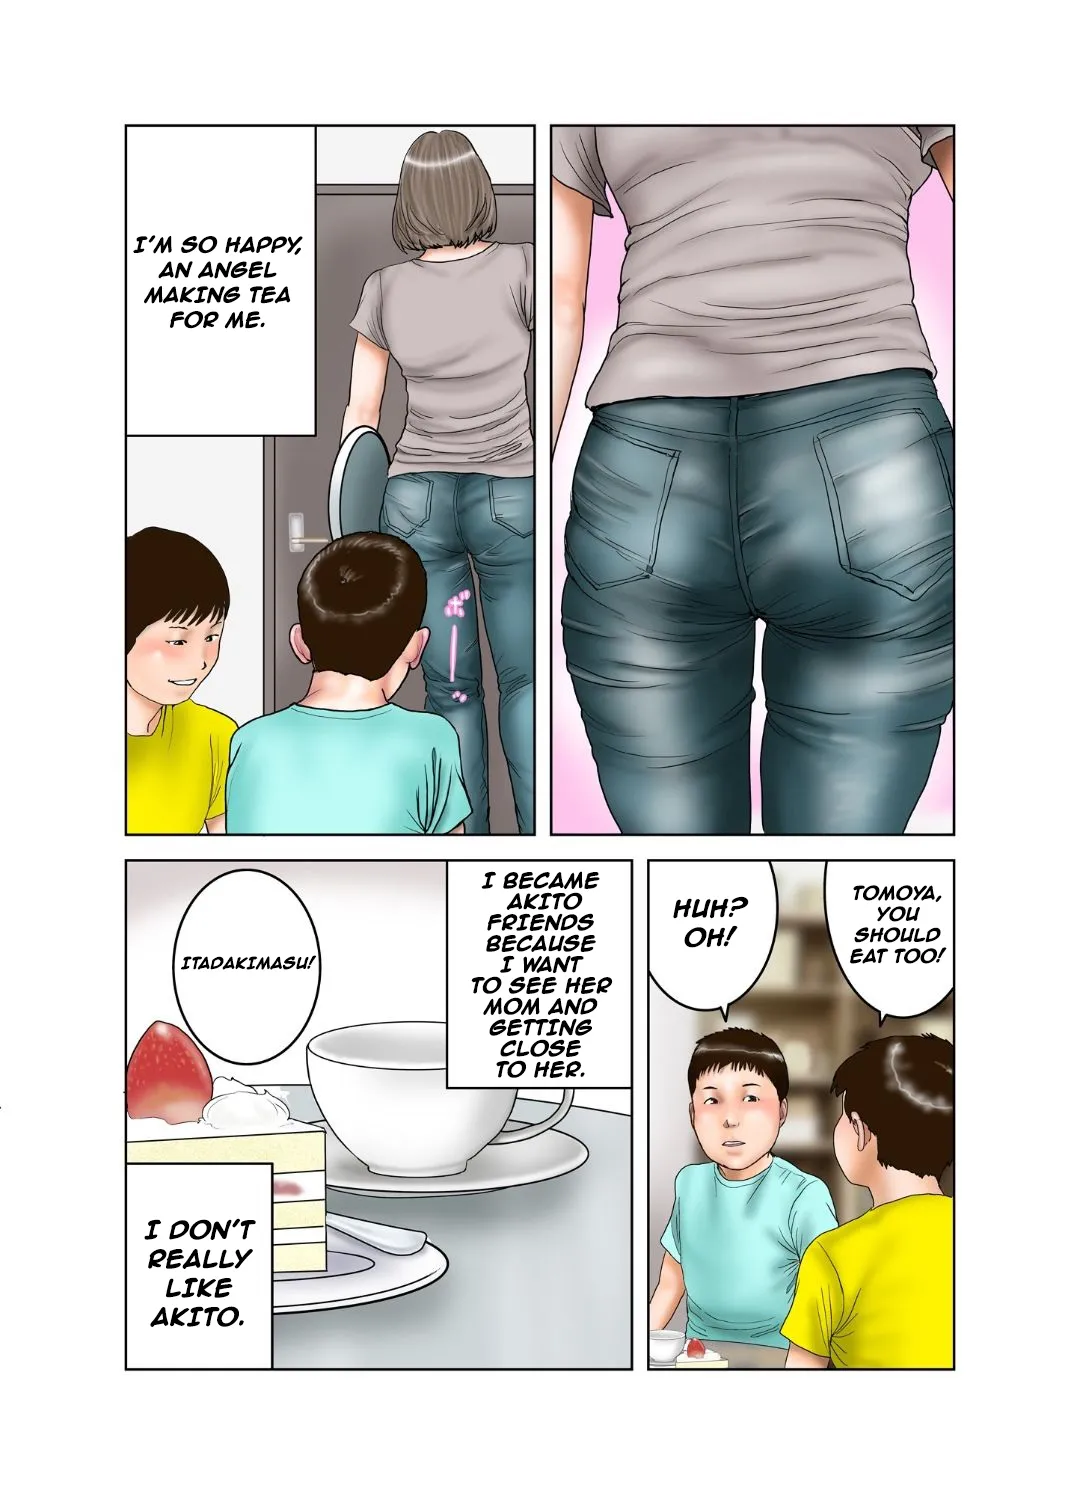 I'M SO HAPPY,
AN ANGEL
MAKING TEA
FOR ME.
I BECAME
AKITO
FRIENDS
BECAUSE
I WANT
TO SEE HER
MOM AND
GETTING
CLOSE
TO HER.
ITADAKIMASU!
I DON'T
REALLY
LIKE
AKITO.
TOMOYA,
YOU
SHOULD
EAT TOO!
HUH?
OH!